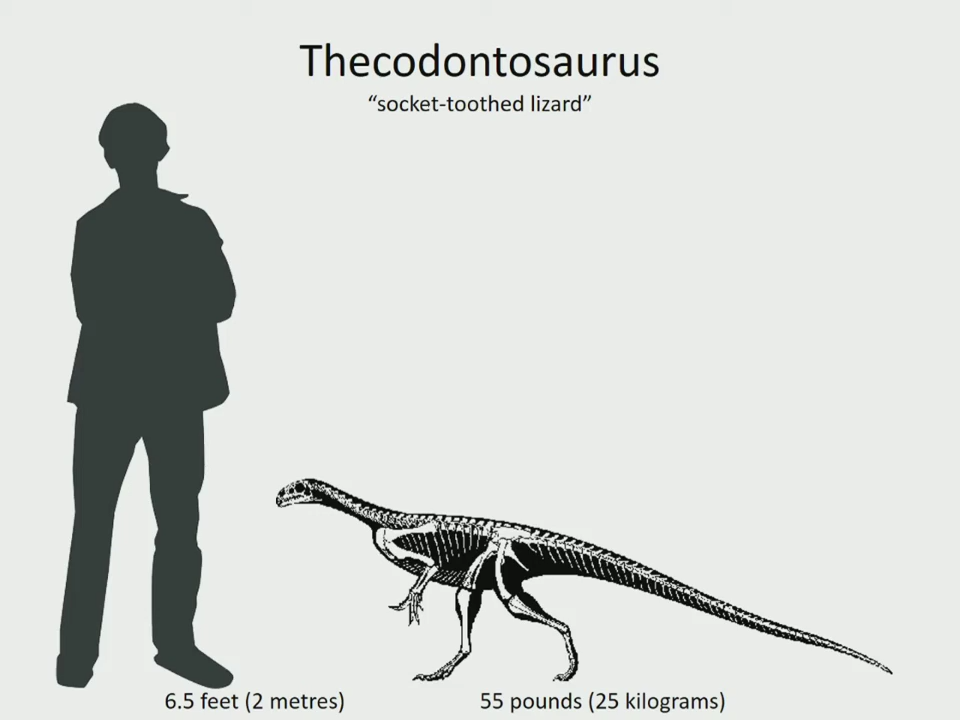 Thecodontosaurus
“socket-toothed lizard”
6.5 feet (2 metres)
55 pounds (25 kilograms)